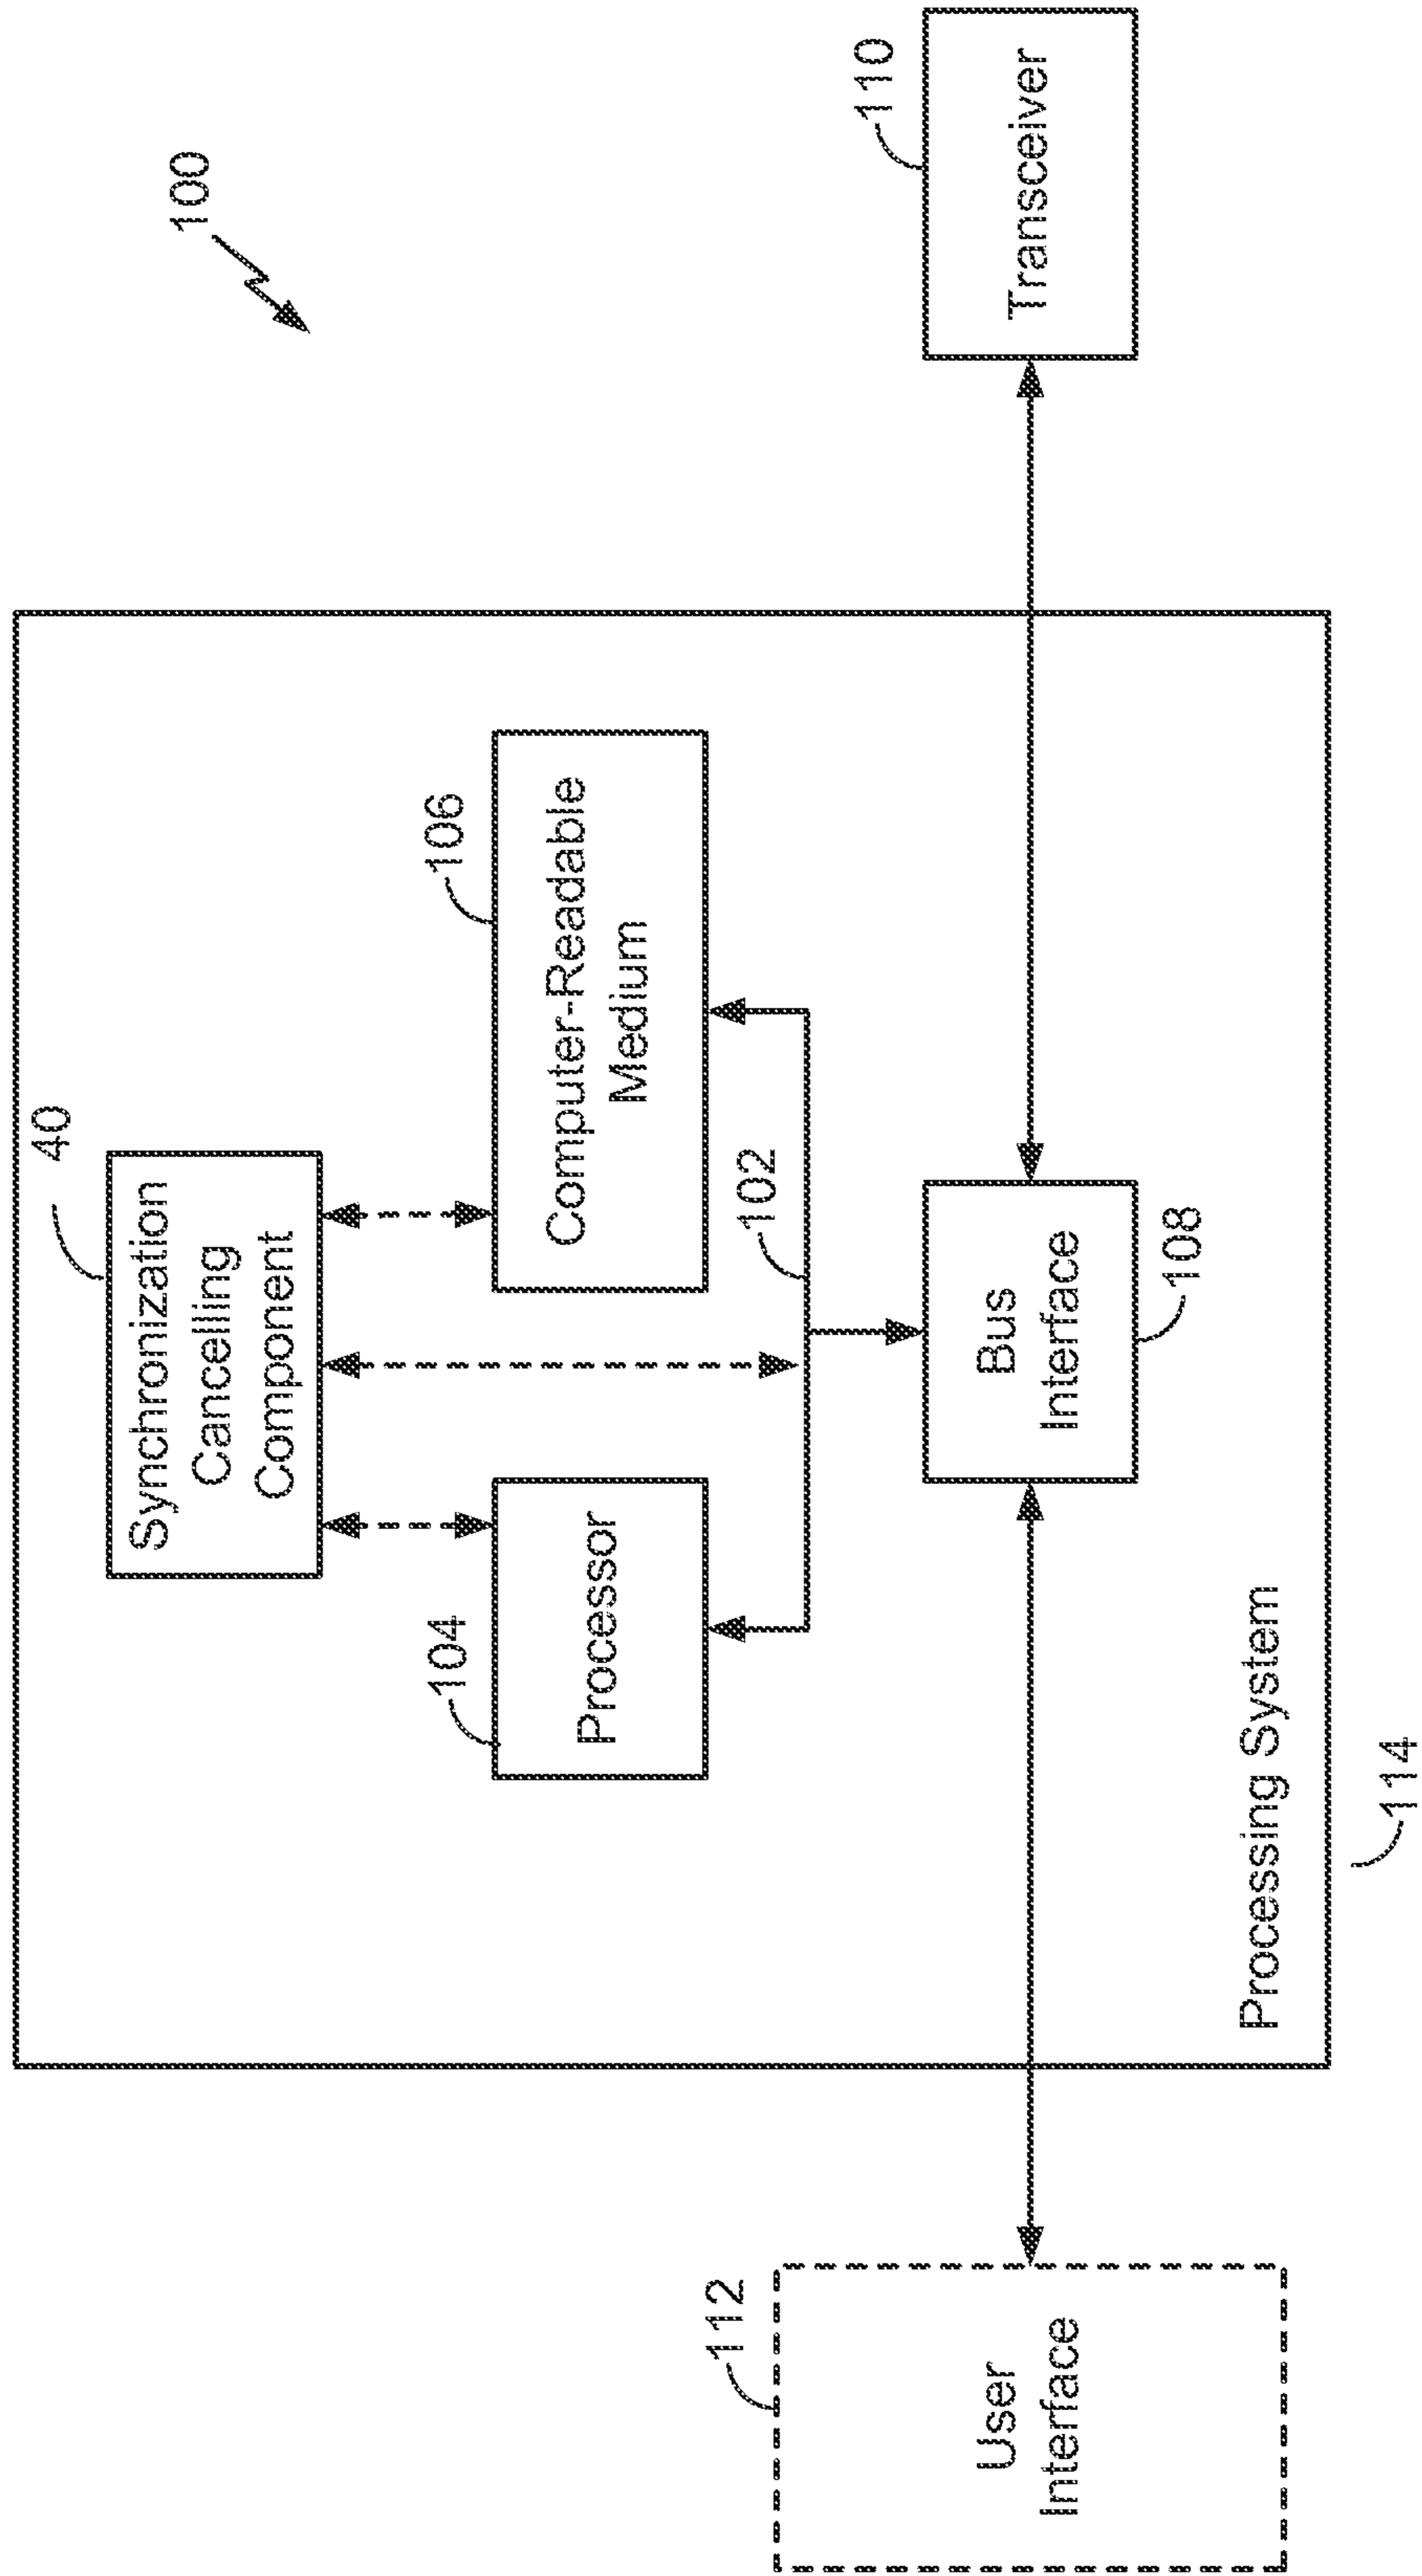 100
40
Synchronization
Cancelling
Component
104
Processor
106
Computer-Readable
Medium
102
112
User
Interface
Bus
Interface
108
110
Transceiver
Processing System
114